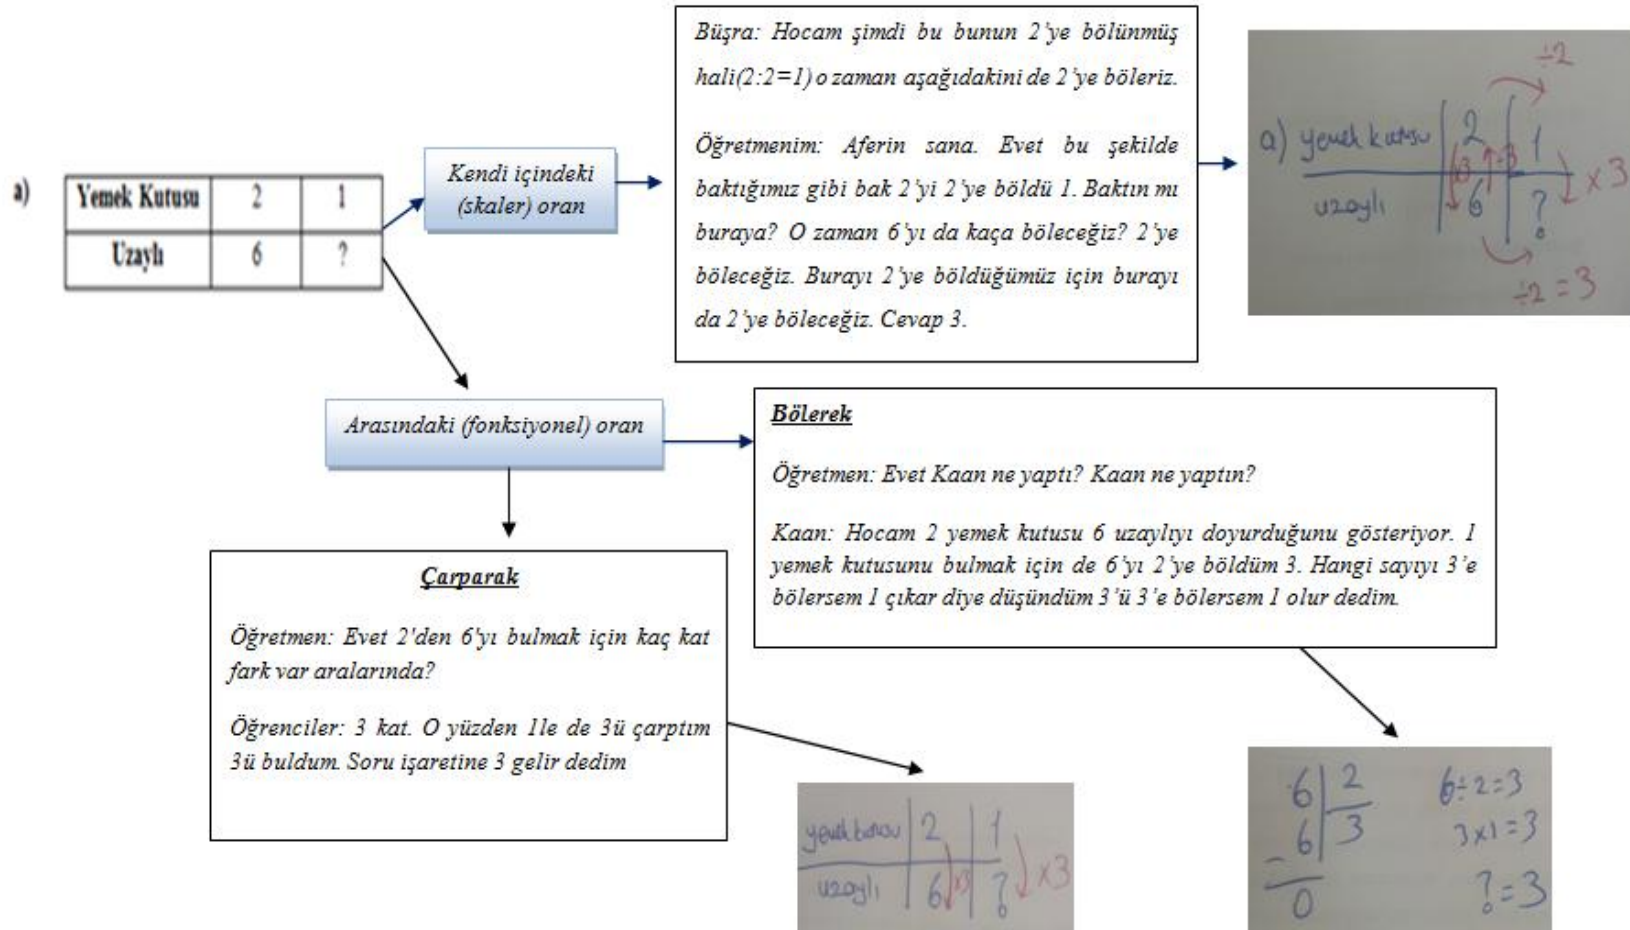 a)
Yemek Kutusu 2 1
Uzaylı 6 ?
Kendi içindeki
(skaler) oran
Büşra: Hocam şimdi bu bunun 2'ye bölünmüş
hali(2:2=1) o zaman aşağıdakini de 2'ye böleriz.
Öğretmenim: Aferin sana. Evet bu şekilde
baktığımız gibi bak 2'yi 2'ye böldü 1. Baktın mı
buraya? O zaman 6'yı da kaça böleceğiz? 2'ye
böleceğiz. Burayı 2'ye böldüğümüz için burayı
da 2'ye böleceğiz. Cevap 3.
÷2
a) yemek kutusu 2 1
uzaylı 6 ? x3
÷2=3
Arasındaki (fonksiyonel) oran
Bölerek
Öğretmen: Evet Kaan ne yaptı? Kaan ne yaptın?
Kaan: Hocam 2 yemek kutusu 6 uzaylıyı doyurduğunu gösteriyor. 1
yemek kutusunu bulmak için de 6'yı 2'ye böldüm 3. Hangi sayıyı 3'e
bölersem 1 çıkar diye düşündüm 3'ü 3'e bölersem 1 olur dedim.
Çarparak
Öğretmen: Evet 2'den 6'yı bulmak için kaç kat
fark var aralarında?
Öğrenciler: 3 kat. O yüzden 1le de 3ü çarptım
3ü buldum. Soru işaretine 3 gelir dedim
yemek kutusu 2 1
uzaylı 6 x3 ? x3
6 2 6÷2=3
6 3 3x1=3
- 0 ?=3